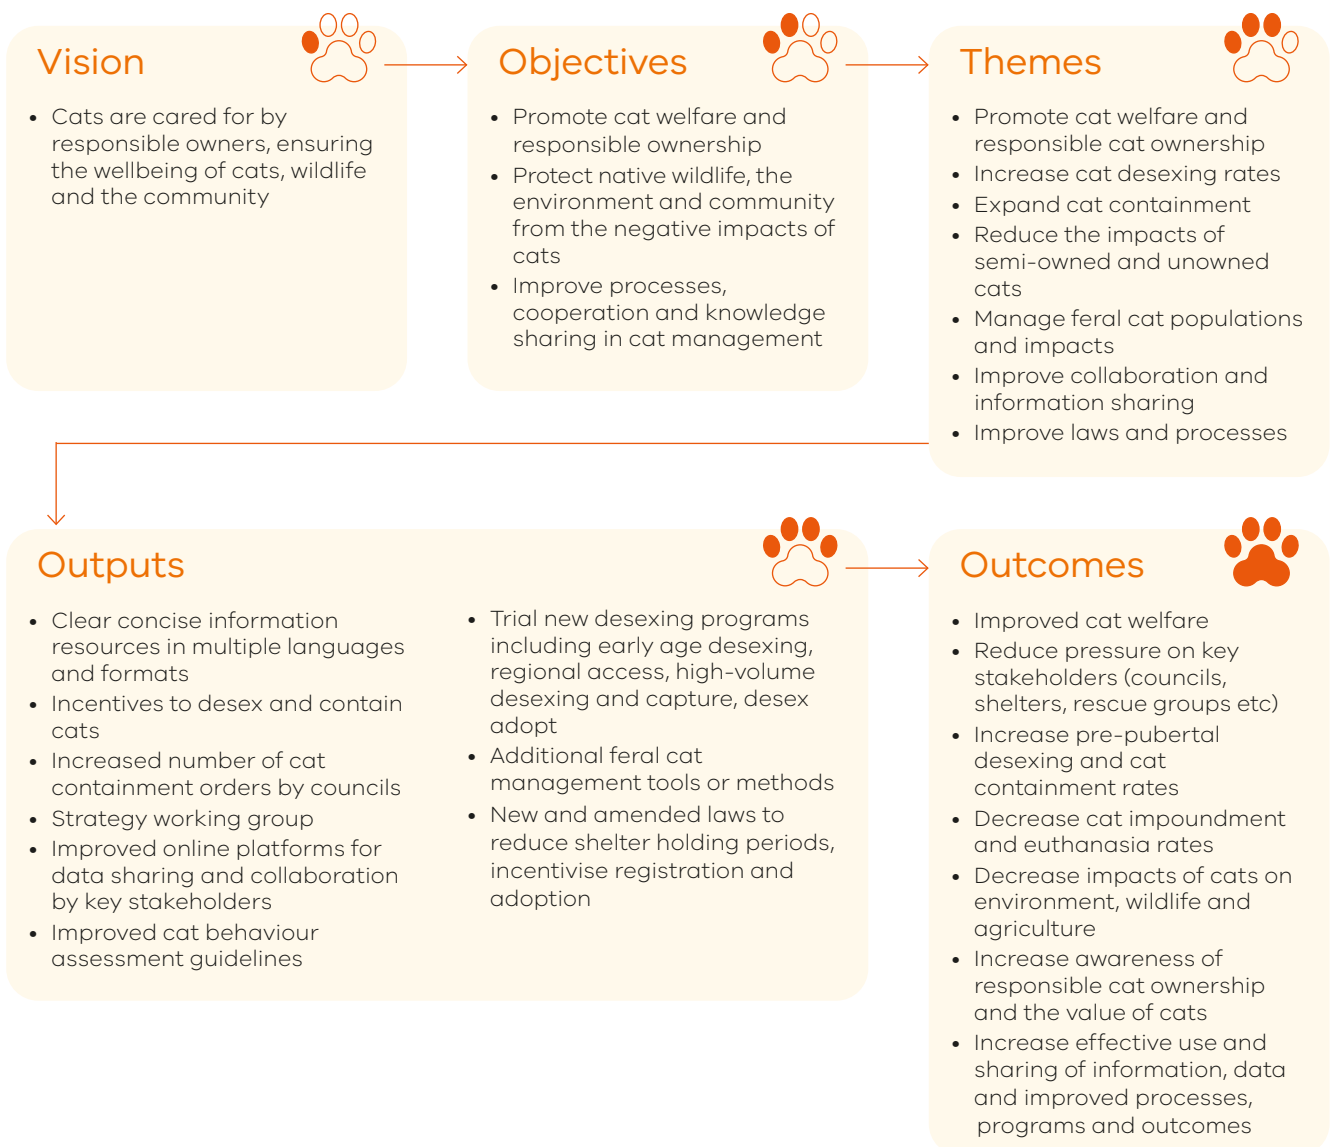 Vision
• Cats are cared for by
responsible owners, ensuring
the wellbeing of cats, wildlife
and the community
Objectives
• Promote cat welfare and
responsible ownership
• Protect native wildlife, the
environment and community
from the negative impacts of
cats
• Improve processes,
cooperation and knowledge
sharing in cat management
Themes
• Promote cat welfare and
responsible cat ownership
• Increase cat desexing rates
• Expand cat containment
• Reduce the impacts of
semi-owned and unowned
cats
• Manage feral cat populations
and impacts
• Improve collaboration and
information sharing
• Improve laws and processes
Outputs
• Clear concise information
resources in multiple languages
and formats
• Incentives to desex and contain
cats
• Increased number of cat
containment orders by councils
• Strategy working group
• Improved online platforms for
data sharing and collaboration
by key stakeholders
• Improved cat behaviour
assessment guidelines
• Trial new desexing programs
including early age desexing,
regional access, high-volume
desexing and capture, desex
adopt
• Additional feral cat
management tools or methods
• New and amended laws to
reduce shelter holding periods,
incentivise registration and
adoption
Outcomes
• Improved cat welfare
• Reduce pressure on key
stakeholders (councils,
shelters, rescue groups etc)
• Increase pre-pubertal
desexing and cat
containment rates
• Decrease cat impoundment
and euthanasia rates
• Decrease impacts of cats on
environment, wildlife and
agriculture
• Increase awareness of
responsible cat ownership
and the value of cats
• Increase effective use and
sharing of information, data
and improved processes,
programs and outcomes